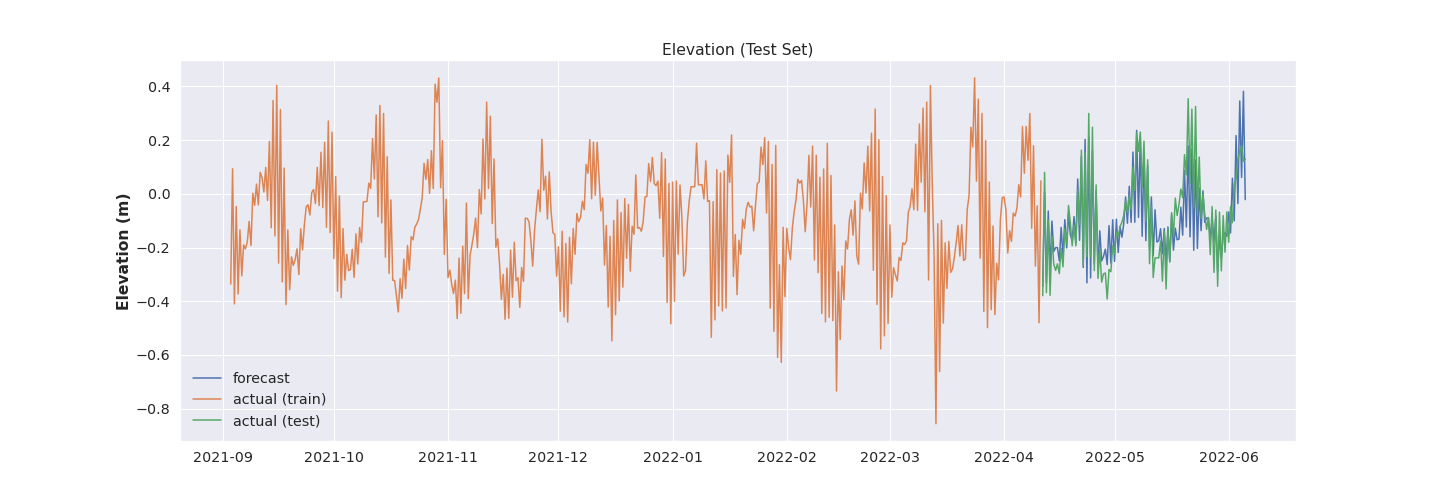 Elevation (Test Set)
Elevation (m)
0.4
0.2
0.0
−0.2
−0.4
−0.6
−0.8
forecast
actual (train)
actual (test)
2021-09 2021-10 2021-11 2021-12 2022-01 2022-02 2022-03 2022-04 2022-05 2022-06